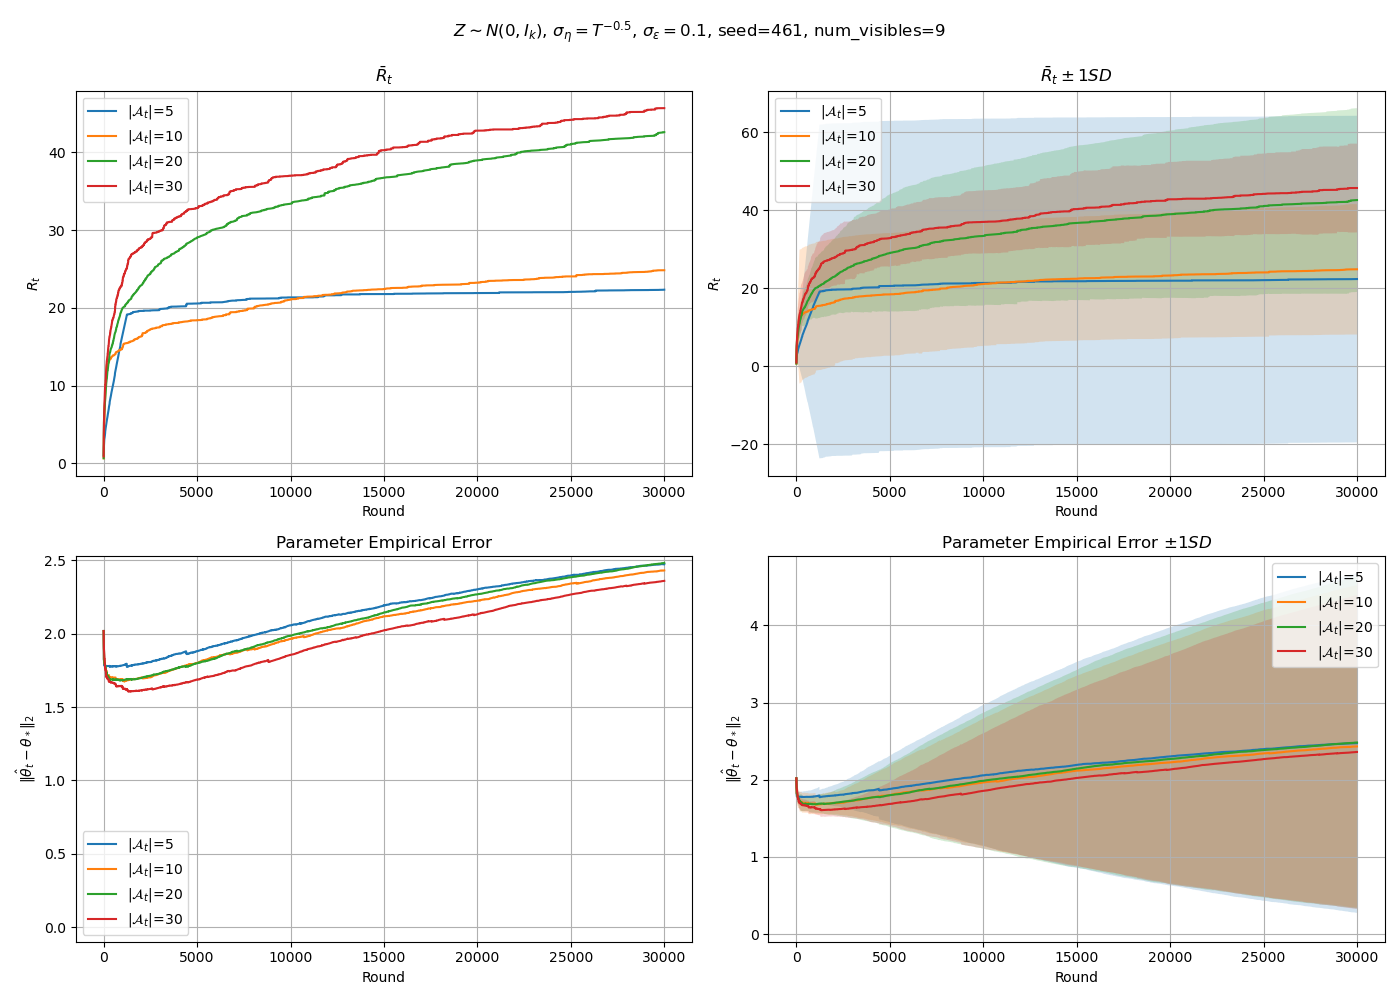 Z ∼ N(0, I_k), σ_η = T^{−0.5}, σ_ε = 0.1, seed=461, num_visibles=9
R̄_t
R_t
40
30
20
10
0
|𝒜_t|=5
|𝒜_t|=10
|𝒜_t|=20
|𝒜_t|=30
0 5000 10000 15000 20000 25000 30000
Round
R̄_t ± 1SD
R_t
60
40
20
0
−20
|𝒜_t|=5
|𝒜_t|=10
|𝒜_t|=20
|𝒜_t|=30
0 5000 10000 15000 20000 25000 30000
Round
Parameter Empirical Error
‖θ̂_t − θ_*‖_2
2.5
2.0
1.5
1.0
0.5
0.0
|𝒜_t|=5
|𝒜_t|=10
|𝒜_t|=20
|𝒜_t|=30
0 5000 10000 15000 20000 25000 30000
Round
Parameter Empirical Error ±1SD
‖θ̂_t − θ_*‖_2
4
3
2
1
0
|𝒜_t|=5
|𝒜_t|=10
|𝒜_t|=20
|𝒜_t|=30
0 5000 10000 15000 20000 25000 30000
Round